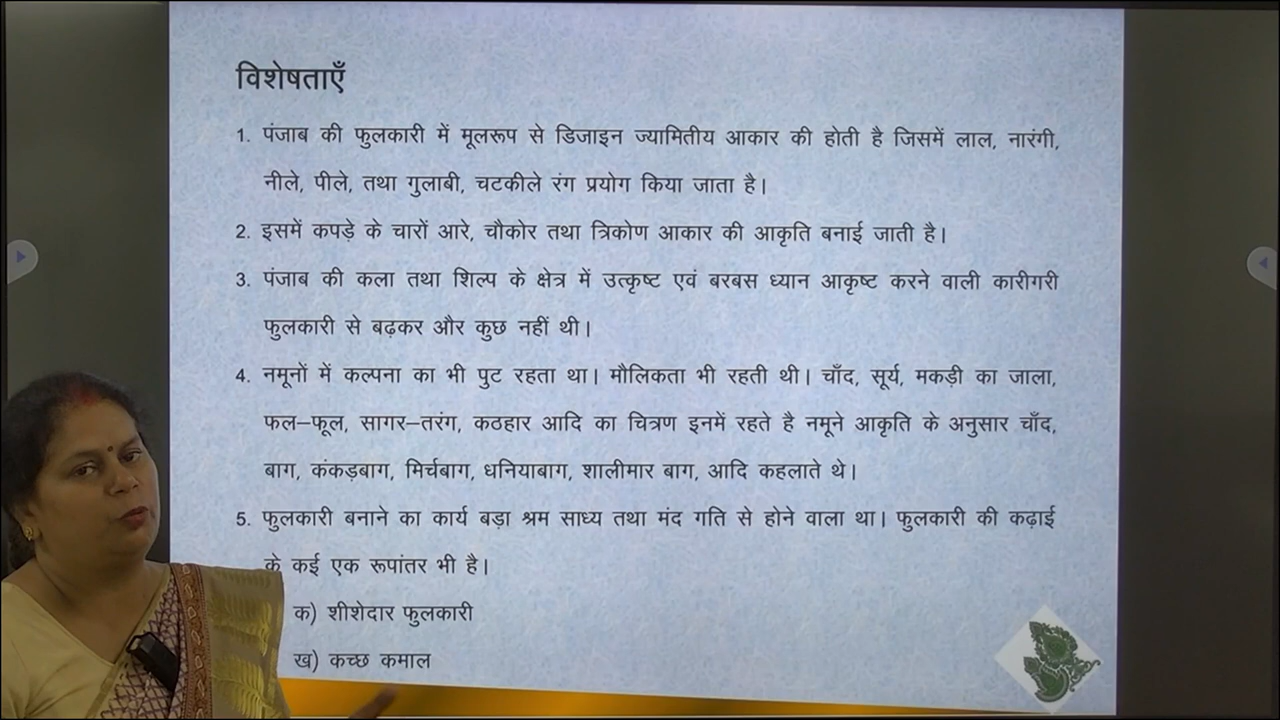 विशेषताएँ
1. पंजाब की फुलकारी में मूलरूप से डिजाइन ज्यामितीय आकार की होती है जिसमें लाल, नारंगी,
नीले, पीले, तथा गुलाबी, चटकीले रंग प्रयोग किया जाता है।
2. इसमें कपड़े के चारों आरे, चौकोर तथा त्रिकोण आकार की आकृति बनाई जाती है।
3. पंजाब की कला तथा शिल्प के क्षेत्र में उत्कृष्ट एवं बरबस ध्यान आकृष्ट करने वाली कारीगरी
फुलकारी से बढ़कर और कुछ नहीं थी।
4. नमूनों में कल्पना का भी पुट रहता था। मौलिकता भी रहती थी। चाँद, सूर्य, मकड़ी का जाला,
फल–फूल, सागर–तरंग, कठहार आदि का चित्रण इनमें रहते है नमूने आकृति के अनुसार चाँद,
बाग, कंकड़बाग, मिर्चबाग, धनियाबाग, शालीमार बाग, आदि कहलाते थे।
5. फुलकारी बनाने का कार्य बड़ा श्रम साध्य तथा मंद गति से होने वाला था। फुलकारी की कढ़ाई
के कई एक रूपांतर भी है।
क) शीशेदार फुलकारी
ख) कच्छ कमाल